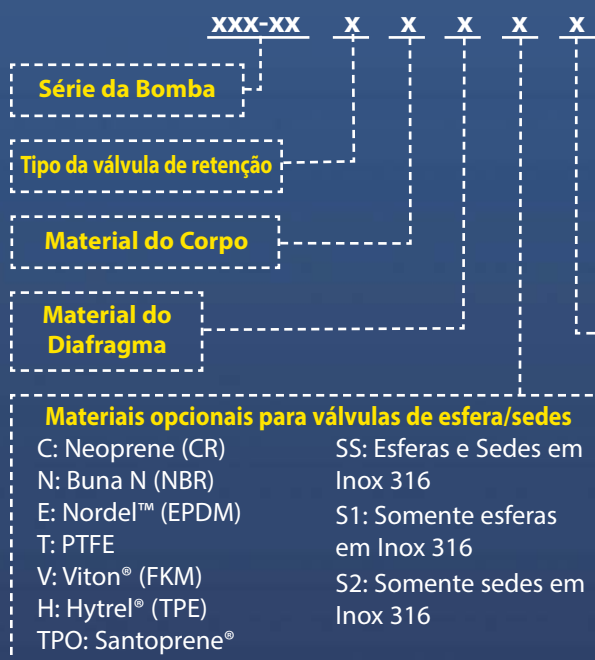 xxx-xx x x x x x
Série da Bomba
Tipo da válvula de retenção
Material do Corpo
Material do
Diafragma
Materiais opcionais para válvulas de esfera/sedes
C: Neoprene (CR)
N: Buna N (NBR)
E: Nordel™ (EPDM)
T: PTFE
V: Viton® (FKM)
H: Hytrel® (TPE)
TPO: Santoprene®
SS: Esferas e Sedes em
Inox 316
S1: Somente esferas
em Inox 316
S2: Somente sedes em
Inox 316